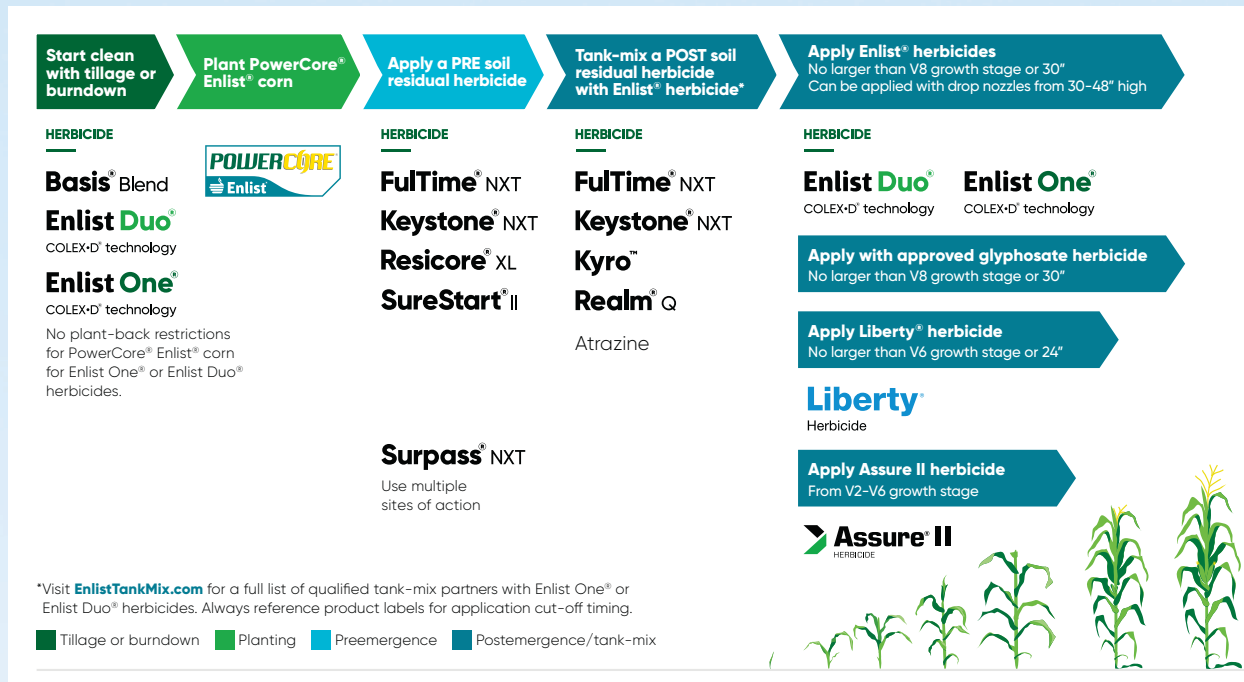 Start clean
with tillage or
burndown
Plant PowerCore®
Enlist® corn
Apply a PRE soil
residual herbicide
Tank-mix a POST soil
residual herbicide
with Enlist® herbicide*
Apply Enlist® herbicides
No larger than V8 growth stage or 30"
Can be applied with drop nozzles from 30-48" high
HERBICIDE
Basis® Blend
Enlist Duo®
COLEX•D® technology
Enlist One®
COLEX•D® technology
No plant-back restrictions
for PowerCore® Enlist® corn
for Enlist One® or Enlist Duo®
herbicides.
POWERCORE®
Enlist
HERBICIDE
FulTime® NXT
Keystone® NXT
Resicore® XL
SureStart® II
Surpass® NXT
Use multiple
sites of action
HERBICIDE
FulTime® NXT
Keystone® NXT
Kyro™
Realm® Q
Atrazine
HERBICIDE
Enlist Duo®
COLEX•D® technology
Enlist One®
COLEX•D® technology
Apply with approved glyphosate herbicide
No larger than V8 growth stage or 30"
Apply Liberty® herbicide
No larger than V6 growth stage or 24"
Liberty®
Herbicide
Apply Assure II herbicide
From V2-V6 growth stage
Assure® II
HERBICIDE
*Visit EnlistTankMix.com for a full list of qualified tank-mix partners with Enlist One® or
Enlist Duo® herbicides. Always reference product labels for application cut-off timing.
Tillage or burndown
Planting
Preemergence
Postemergence/tank-mix